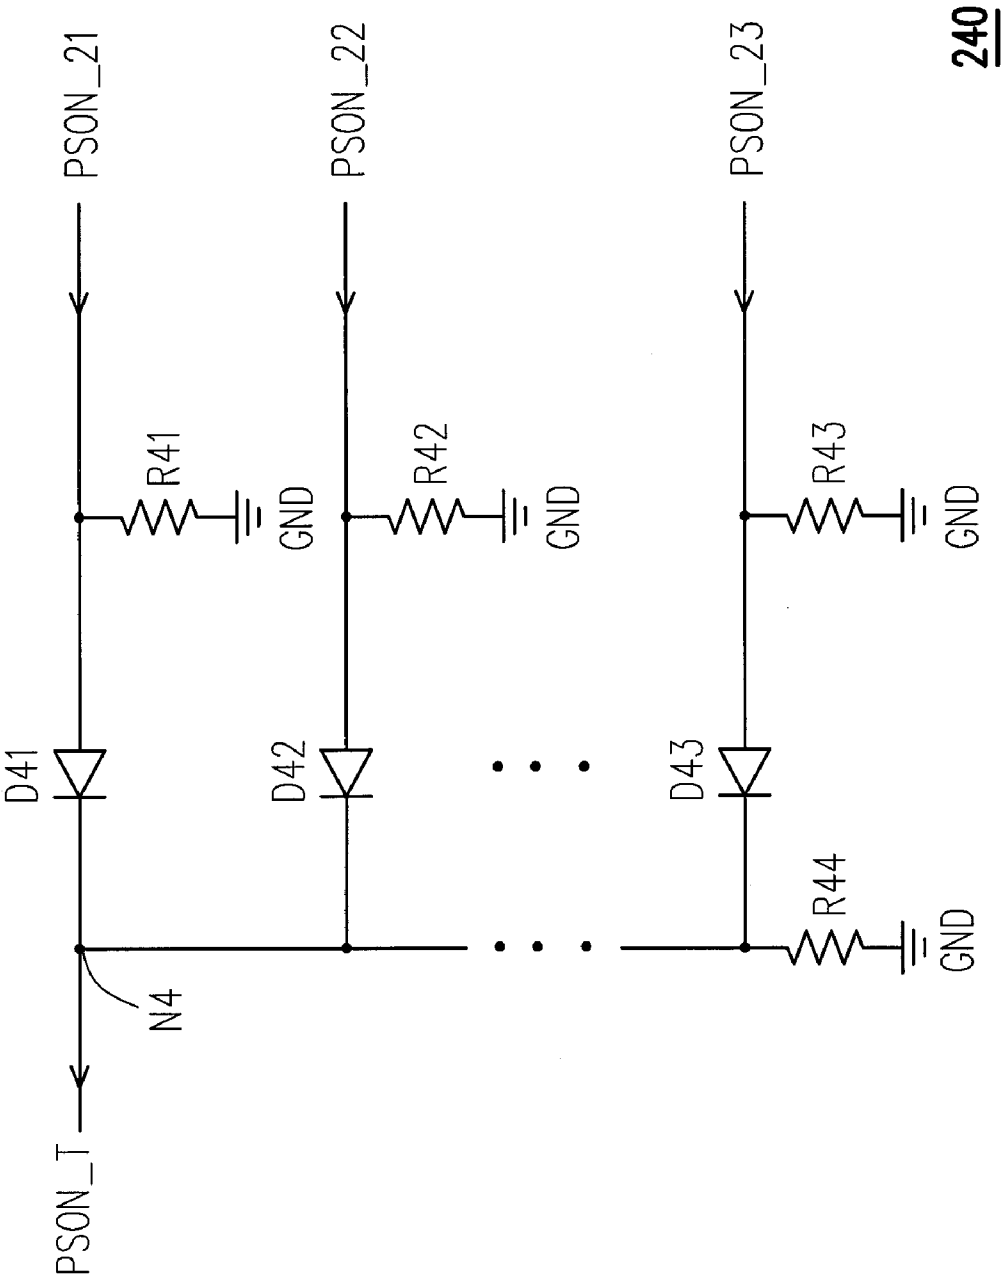 PSON_21
PSON_22
PSON_23
240
R41
GND
R42
GND
R43
GND
D41
D42
D43
R44
GND
N4
PSON_T